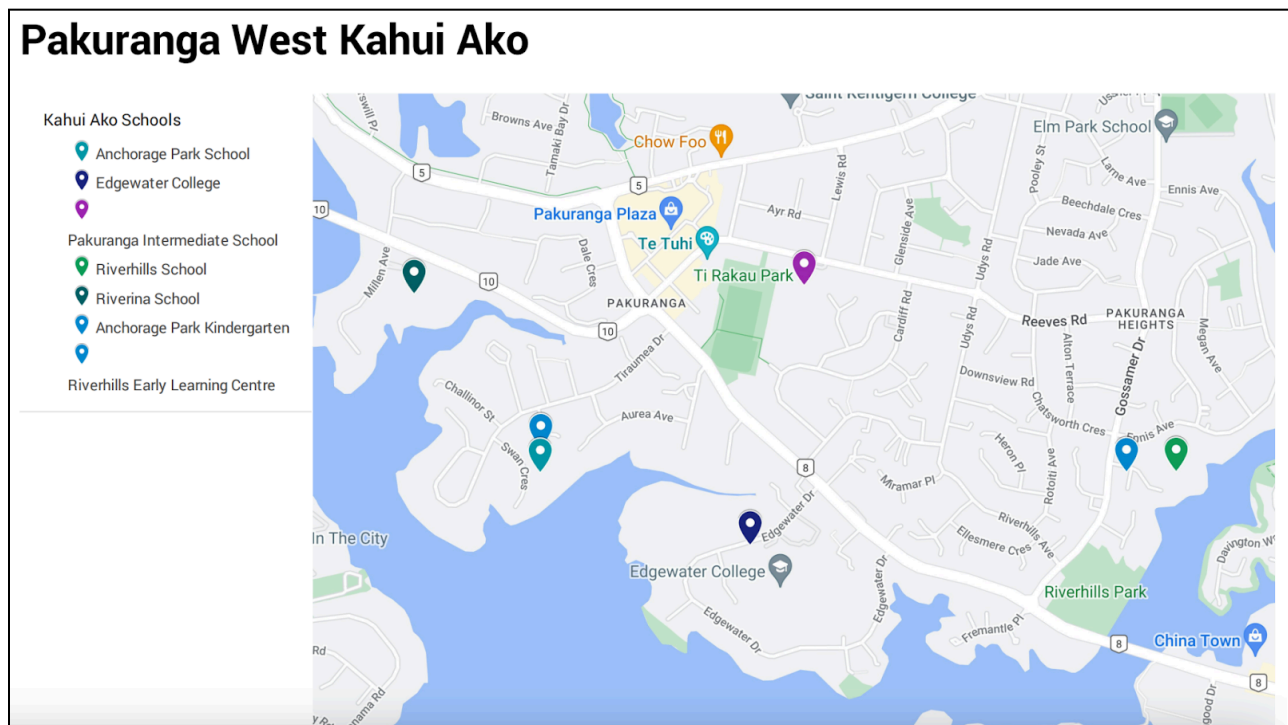 Pakuranga West Kahui Ako
Kahui Ako Schools
Anchorage Park School
Edgewater College
Pakuranga Intermediate School
Riverhills School
Riverina School
Anchorage Park Kindergarten
Riverhills Early Learning Centre
Saint Kentigern College
Browns Ave
Tamaki Bay Dr
Chow Foo
Elm Park School
Pooley St
Larne Ave
5
5
Lewis Rd
Ennis Ave
10
Pakuranga Plaza
Ayr Rd
Beechdale Cres
Glenside Ave
Nevada Ave
Te Tuhi
Dale Cres
Udys Rd
Jade Ave
Millen Ave
10
Ti Rakau Park
PAKURANGA
Cardiff Rd
Reeves Rd
PAKURANGA
HEIGHTS
10
Udys Rd
Megan Ave
Tiraumea Dr
Alton Terrace
Gossamer Dr
Downsview Rd
Challinor St
Aurea Ave
Chatsworth Cres
Ennis Ave
Swan Cres
Heron Pl
Rotoiti Ave
8
Miramar Pl
Edgewater Dr
Riverhills Ave
In The City
Ellesmere Cres
Edgewater College
Edgewater Dr
Riverhills Park
Edgewater Dr
Fremantle Pl
8
China Town
Rd
8